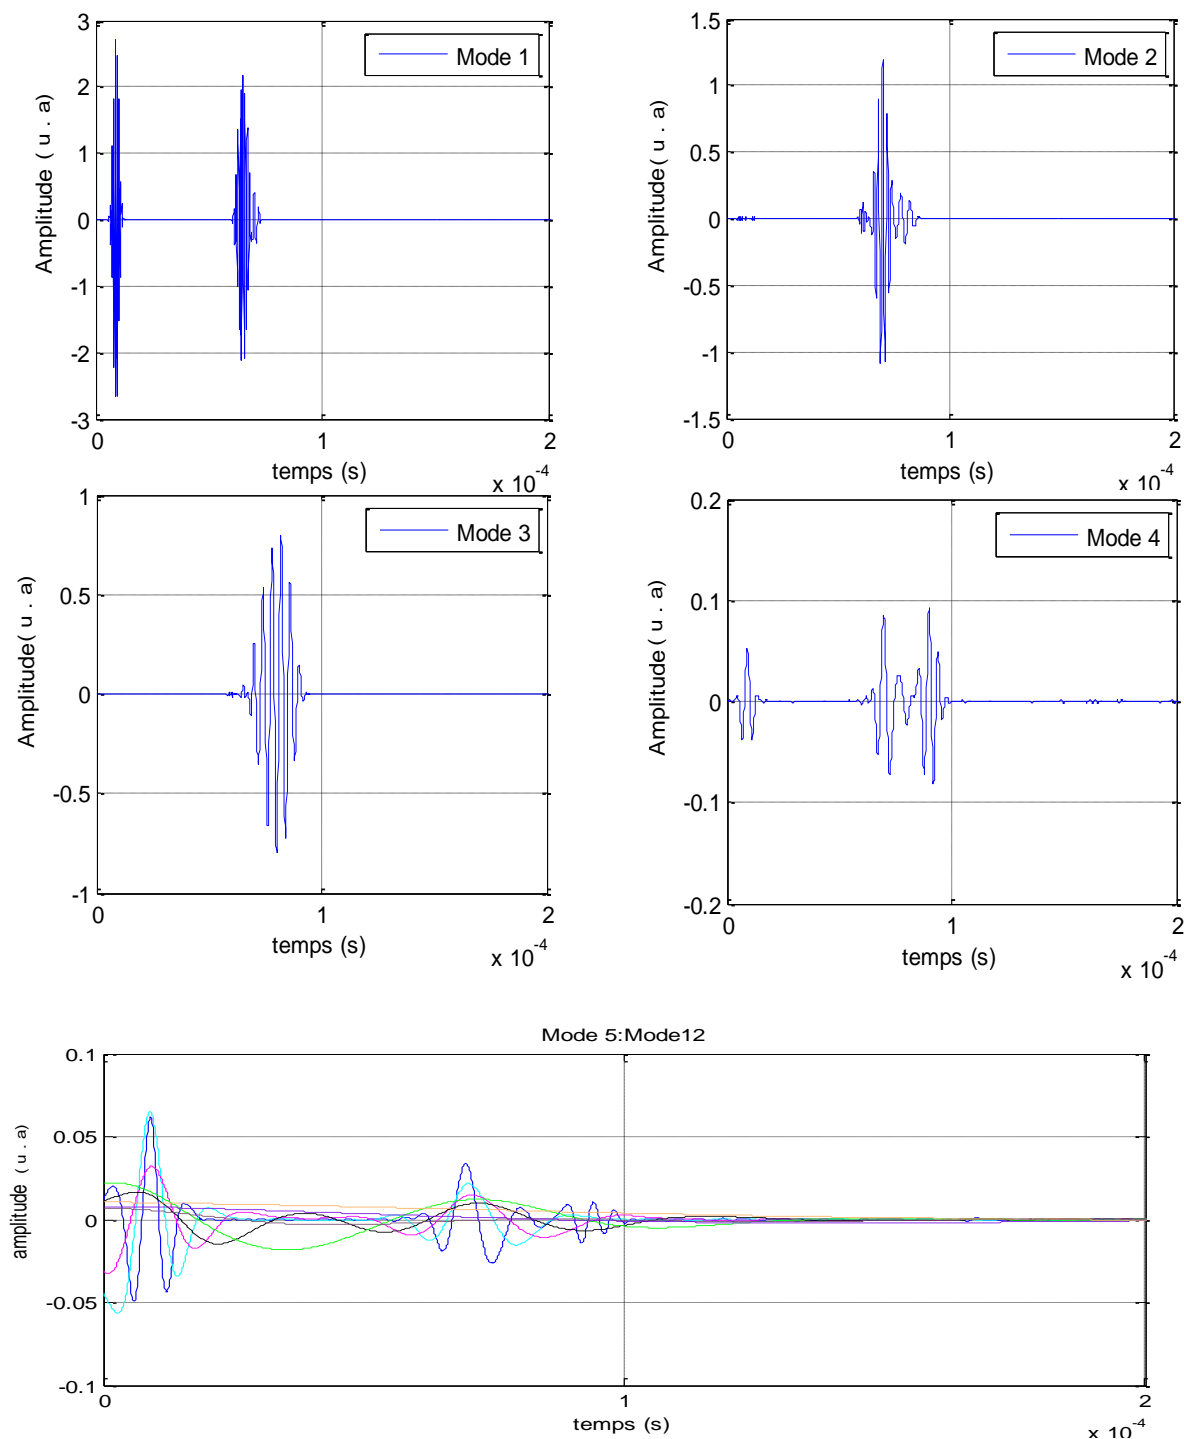 Mode 1
Amplitude ( u . a)
3
2
1
0
-1
-2
-3
0 1 2
temps (s)
x 10-4
Mode 2
Amplitude( u . a)
1.5
1
0.5
0
-0.5
-1
-1.5
0 1 2
temps (s)
x 10-4
Mode 3
Amplitude( u . a)
1
0.5
0
-0.5
-1
0 1 2
temps (s)
x 10-4
Mode 4
Amplitude( u . a)
0.2
0.1
0
-0.1
-0.2
0 1 2
temps (s)
x 10-4
Mode 5:Mode12
amplitude ( u . a)
0.1
0.05
0
-0.05
-0.1
0 1 2
temps (s)
x 10-4